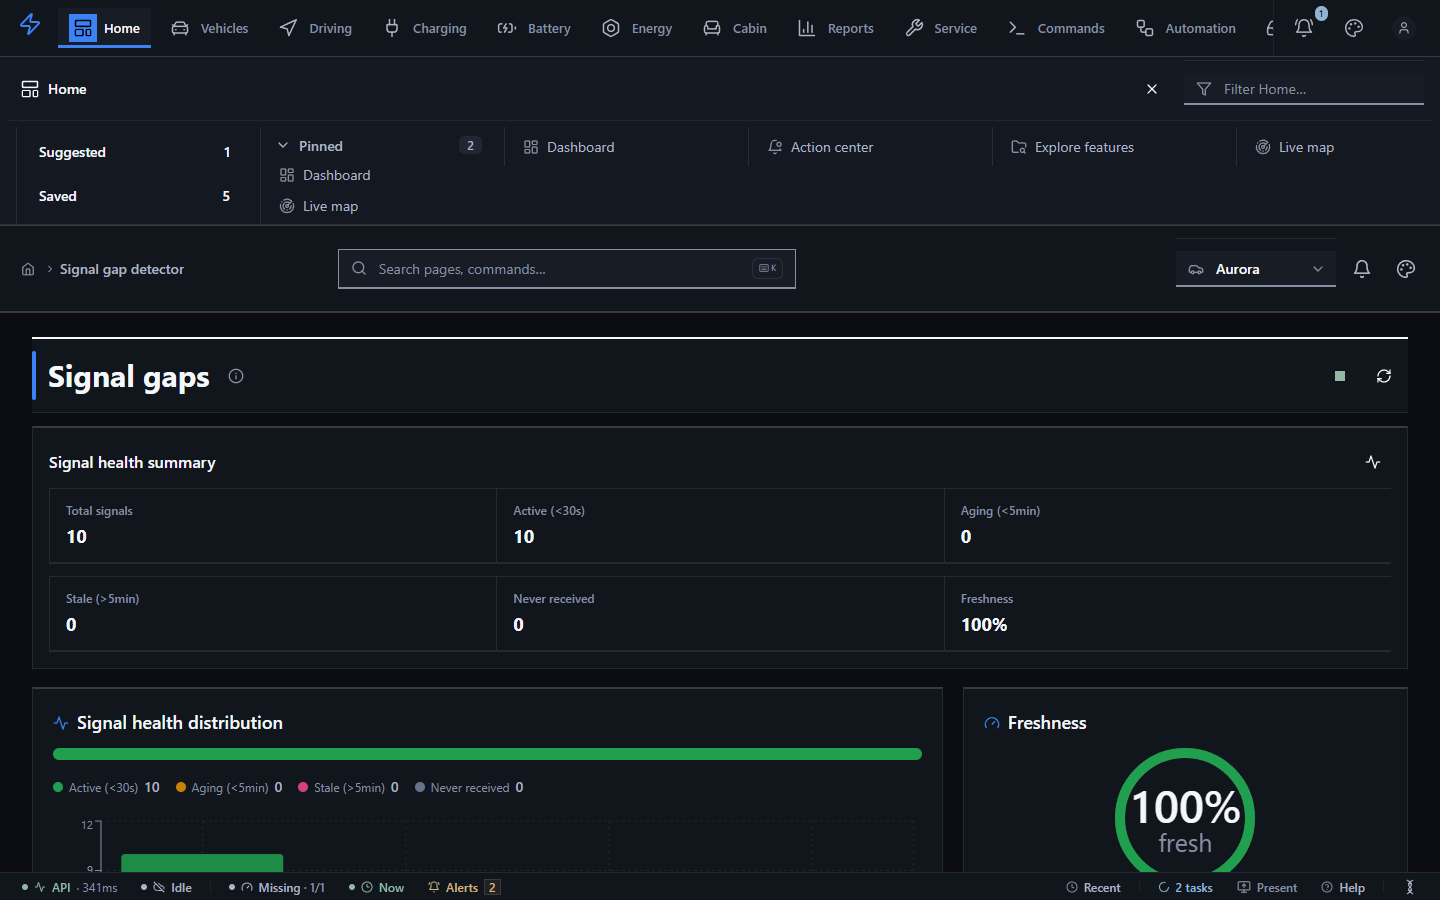 Home
Vehicles
Driving
Charging
Battery
Energy
Cabin
Reports
Service
Commands
Automation
1
Home
Filter Home...
Suggested 1
Saved 5
Pinned 2
Dashboard
Live map
Dashboard
Action center
Explore features
Live map
Signal gap detector
Search pages, commands...
K
Aurora
Signal gaps
Signal health summary
Total signals
10
Active (<30s)
10
Aging (<5min)
0
Stale (>5min)
0
Never received
0
Freshness
100%
Signal health distribution
Active (<30s) 10 Aging (<5min) 0 Stale (>5min) 0 Never received 0
12
9
Freshness
100%
fresh
API · 341ms
Idle
Missing · 1/1
Now
Alerts 2
Recent
2 tasks
Present
Help